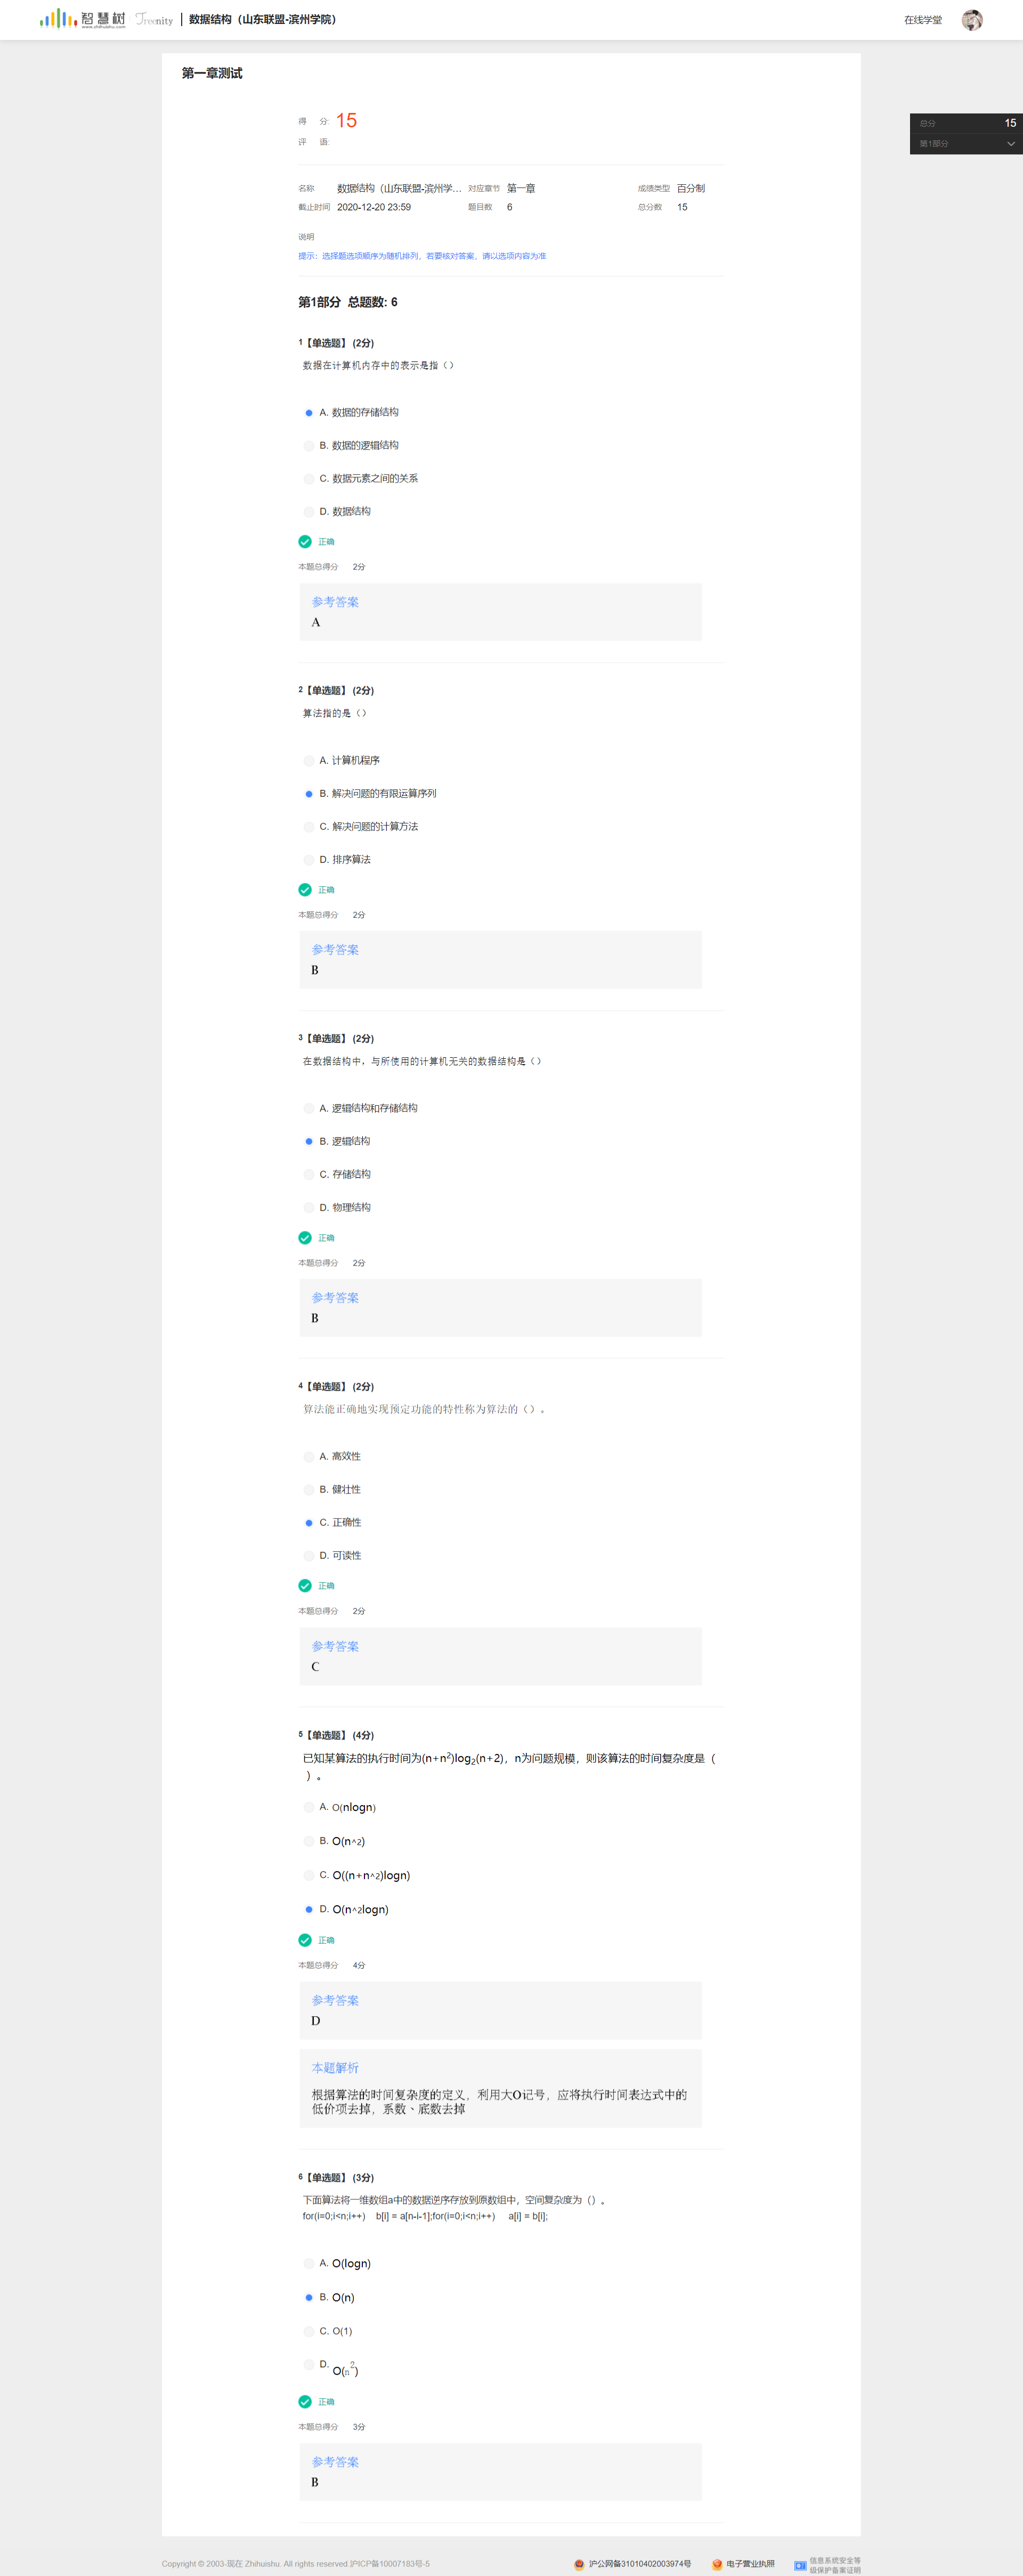 智慧树
www.zhihuishu.com
Treenity
数据结构（山东联盟-滨州学院）
在线学堂
第一章测试
得 分: 15
评 语:
总分 15
第1部分
名称 数据结构（山东联盟-滨州学... 对应章节 第一章 成绩类型 百分制
截止时间 2020-12-20 23:59 题目数 6 总分数 15
说明
提示：选择题选项顺序为随机排列，若要核对答案，请以选项内容为准
第1部分 总题数: 6
1【单选题】 (2分)
数据在计算机内存中的表示是指（）
A. 数据的存储结构
B. 数据的逻辑结构
C. 数据元素之间的关系
D. 数据结构
正确
本题总得分 2分
参考答案
A
2【单选题】 (2分)
算法指的是（）
A. 计算机程序
B. 解决问题的有限运算序列
C. 解决问题的计算方法
D. 排序算法
正确
本题总得分 2分
参考答案
B
3【单选题】 (2分)
在数据结构中，与所使用的计算机无关的数据结构是（）
A. 逻辑结构和存储结构
B. 逻辑结构
C. 存储结构
D. 物理结构
正确
本题总得分 2分
参考答案
B
4【单选题】 (2分)
算法能正确地实现预定功能的特性称为算法的（）。
A. 高效性
B. 健壮性
C. 正确性
D. 可读性
正确
本题总得分 2分
参考答案
C
5【单选题】 (4分)
已知某算法的执行时间为(n+n²)log₂(n+2)，n为问题规模，则该算法的时间复杂度是（
）。
A. O(nlogn)
B. O(n^2)
C. O((n+n^2)logn)
D. O(n^2logn)
正确
本题总得分 4分
参考答案
D
本题解析
根据算法的时间复杂度的定义，利用大O记号，应将执行时间表达式中的
低价项去掉，系数、底数去掉
6【单选题】 (3分)
下面算法将一维数组a中的数据逆序存放到原数组中，空间复杂度为（）。
for(i=0;i<n;i++) b[i] = a[n-i-1];for(i=0;i<n;i++) a[i] = b[i];
A. O(logn)
B. O(n)
C. O(1)
D. O(n²)
正确
本题总得分 3分
参考答案
B
Copyright © 2003-现在 Zhihuishu. All rights reserved.沪ICP备10007183号-5
沪公网备31010402003974号
电子营业执照
信息系统安全等
级保护备案证明